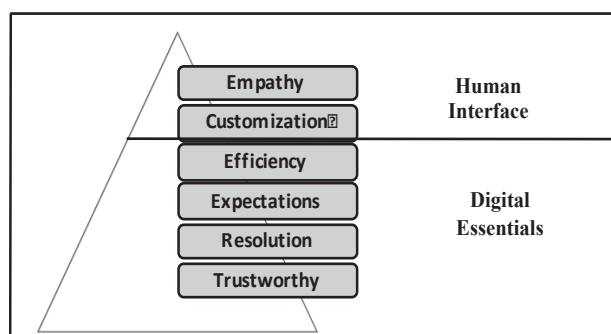 Empathy
Customization⍰
Efficiency
Expectations
Resolution
Trustworthy
Human
Interface
Digital
Essentials